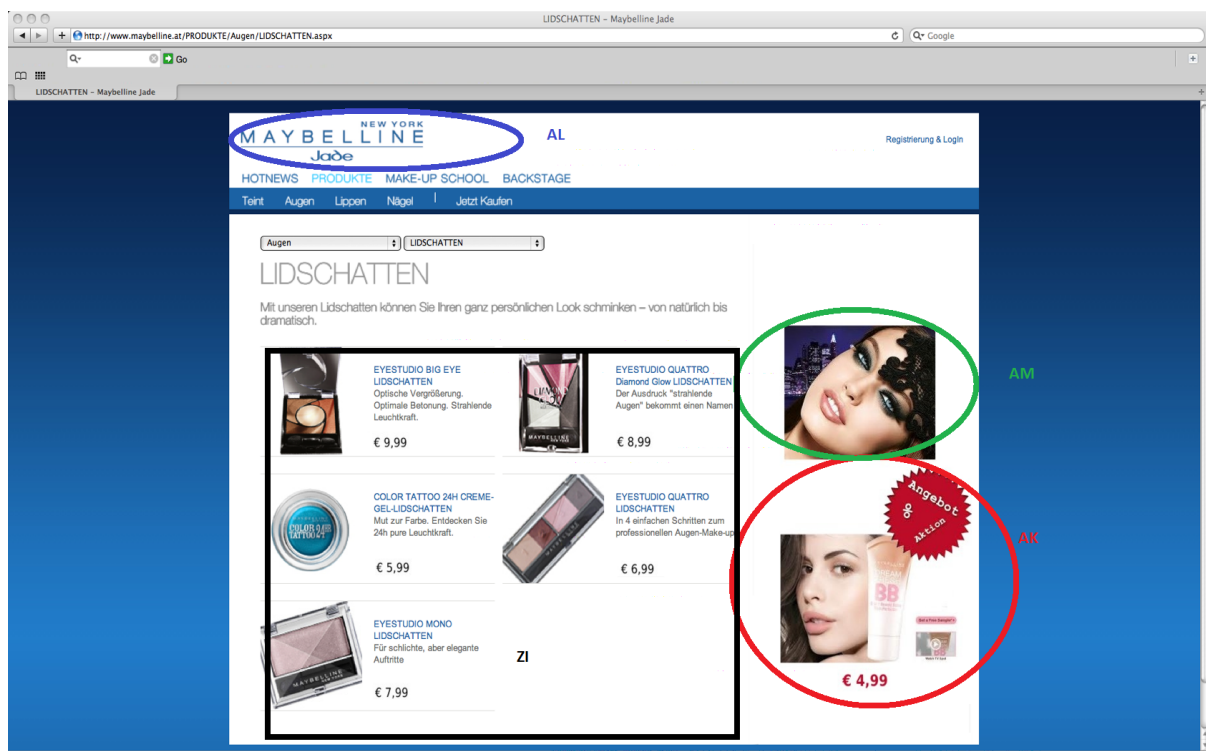 LIDSCHATTEN – Maybelline Jade
http://www.maybelline.at/PRODUKTE/Augen/LIDSCHATTEN.aspx
Google
Go
LIDSCHATTEN – Maybelline Jade
NEW YORK
MAYBELLINE
Jade
AL
Registrierung & LogIn
HOTNEWS PRODUKTE MAKE-UP SCHOOL BACKSTAGE
Teint Augen Lippen Nägel | Jetzt Kaufen
Augen LIDSCHATTEN
LIDSCHATTEN
Mit unseren Lidschatten können Sie Ihren ganz persönlichen Look schminken – von natürlich bis
dramatisch.
EYESTUDIO BIG EYE
LIDSCHATTEN
Optische Vergrößerung.
Optimale Betonung. Strahlende
Leuchtkraft.
€ 9,99
MAYBELLINE
EYESTUDIO QUATTRO
Diamond Glow LIDSCHATTEN
Der Ausdruck "strahlende
Augen" bekommt einen Namen
€ 8,99
AM
COLOR 24H
TATTOO
COLOR TATTOO 24H CREME-
GEL-LIDSCHATTEN
Mut zur Farbe. Entdecken Sie
24h pure Leuchtkraft.
€ 5,99
EYESTUDIO QUATTRO
LIDSCHATTEN
In 4 einfachen Schritten zum
professionellen Augen-Make-up
€ 6,99
Angebot
%
Aktion
AK
BB
€ 4,99
MAYBELLINE
EYESTUDIO MONO
LIDSCHATTEN
Für schlichte, aber elegante
Auftritte
€ 7,99
ZI